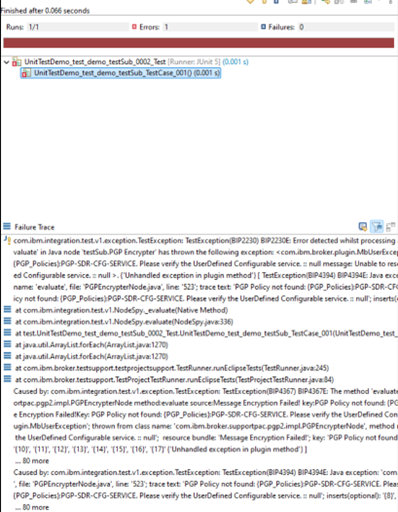 Finished after 0.066 seconds
Runs: 1/1 Errors: 1 Failures: 0
UnitTestDemo_test_demo_testSub_0002_Test [Runner: JUnit 5] (0.001 s)
UnitTestDemo_test_demo_testSub_TestCase_001() (0.001 s)
Failure Trace
com.ibm.integration.test.v1.exception.TestException: TestException(BIP2230) BIP2230E: Error detected whilst processing
valuate' in Java node 'testSub.PGP Encrypter' has thrown the following exception: <com.ibm.broker.plugin.MbUserExcep
{PGP_Policies}:PGP-SDR-CFG-SERVICE. Please verify the UserDefined Configurable service. :: null message: Unable to res
ed Configurable service. :: null > . {'Unhandled exception in plugin method'} [ TestException(BIP4394) BIP4394E: Java exce
name: 'evaluate', file: 'PGPEncrypterNode.java', line: '523'; trace text 'PGP Policy not found: {PGP_Policies}:PGP-SDR-CF
icy not found: {PGP_Policies}:PGP-SDR-CFG-SERVICE. Please verify the UserDefined Configurable service. :: null'; inserts(o
at com.ibm.integration.test.v1.NodeSpy_evaluate(Native Method)
at com.ibm.integration.test.v1.NodeSpy.evaluate(NodeSpy.java:336)
at test.UnitTestDemo_test_demo_testSub_0002_Test.UnitTestDemo_test_demo_testSub_TestCase_001(UnitTestDemo_test_
at java.util.ArrayList.forEach(ArrayList.java:1270)
at java.util.ArrayList.forEach(ArrayList.java:1270)
at com.ibm.broker.testsupport.testprojectsupport.TestRunner.runEclipseTests(TestRunner.java:245)
at com.ibm.broker.testsupport.TestProjectTestRunner.runEclipseTests(TestProjectTestRunner.java:84)
Caused by: com.ibm.integration.test.v1.exception.TestException: TestException(BIP4367) BIP4367E: The method 'evaluate
ortpac.pgp2.impl.PGPEncrypterNode method:evaluate source:Message Encryption Failed! key:PGP Policy not found: {P
e Encryption Failed!Key: PGP Policy not found: {PGP_Policies}:PGP-SDR-CFG-SERVICE. Please verify the UserDefined Con
ugin.MbUserException'; thrown from class name: 'com.ibm.broker.supportpac.pgp2.impl.PGPEncrypterNode', method n
the UserDefined Configurable service. :: null'; resource bundle: 'Message Encryption Failed!'; key: 'PGP Policy not found
'[10]', '[11]', '[12]', '[13]', '[14]', '[15]', '[16]', '[17]' {'Unhandled exception in plugin method'} ]
... 80 more
Caused by: com.ibm.integration.test.v1.exception.TestException: TestException(BIP4394) BIP4394E: Java exception: 'com
', file: 'PGPEncrypterNode.java', line: '523'; trace text 'PGP Policy not found: {PGP_Policies}:PGP-SDR-CFG-SERVICE. Pleas
{PGP_Policies}:PGP-SDR-CFG-SERVICE. Please verify the UserDefined Configurable service. :: null'; inserts(optional): '[8]',
... 80 more